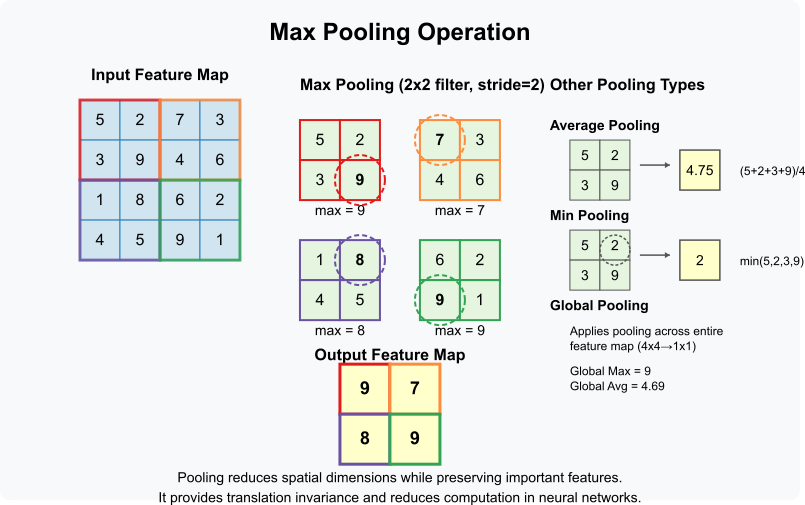 Max Pooling Operation
Input Feature Map
5 2 7 3
3 9 4 6
1 8 6 2
4 5 9 1
Max Pooling (2x2 filter, stride=2)
5 2
3 9
max = 9
7 3
4 6
max = 7
1 8
4 5
max = 8
6 2
9 1
max = 9
Output Feature Map
9 7
8 9
Other Pooling Types
Average Pooling
5 2
3 9
4.75
(5+2+3+9)/4
Min Pooling
5 2
3 9
2
min(5,2,3,9)
Global Pooling
Applies pooling across entire
feature map (4x4→1x1)
Global Max = 9
Global Avg = 4.69
Pooling reduces spatial dimensions while preserving important features.
It provides translation invariance and reduces computation in neural networks.